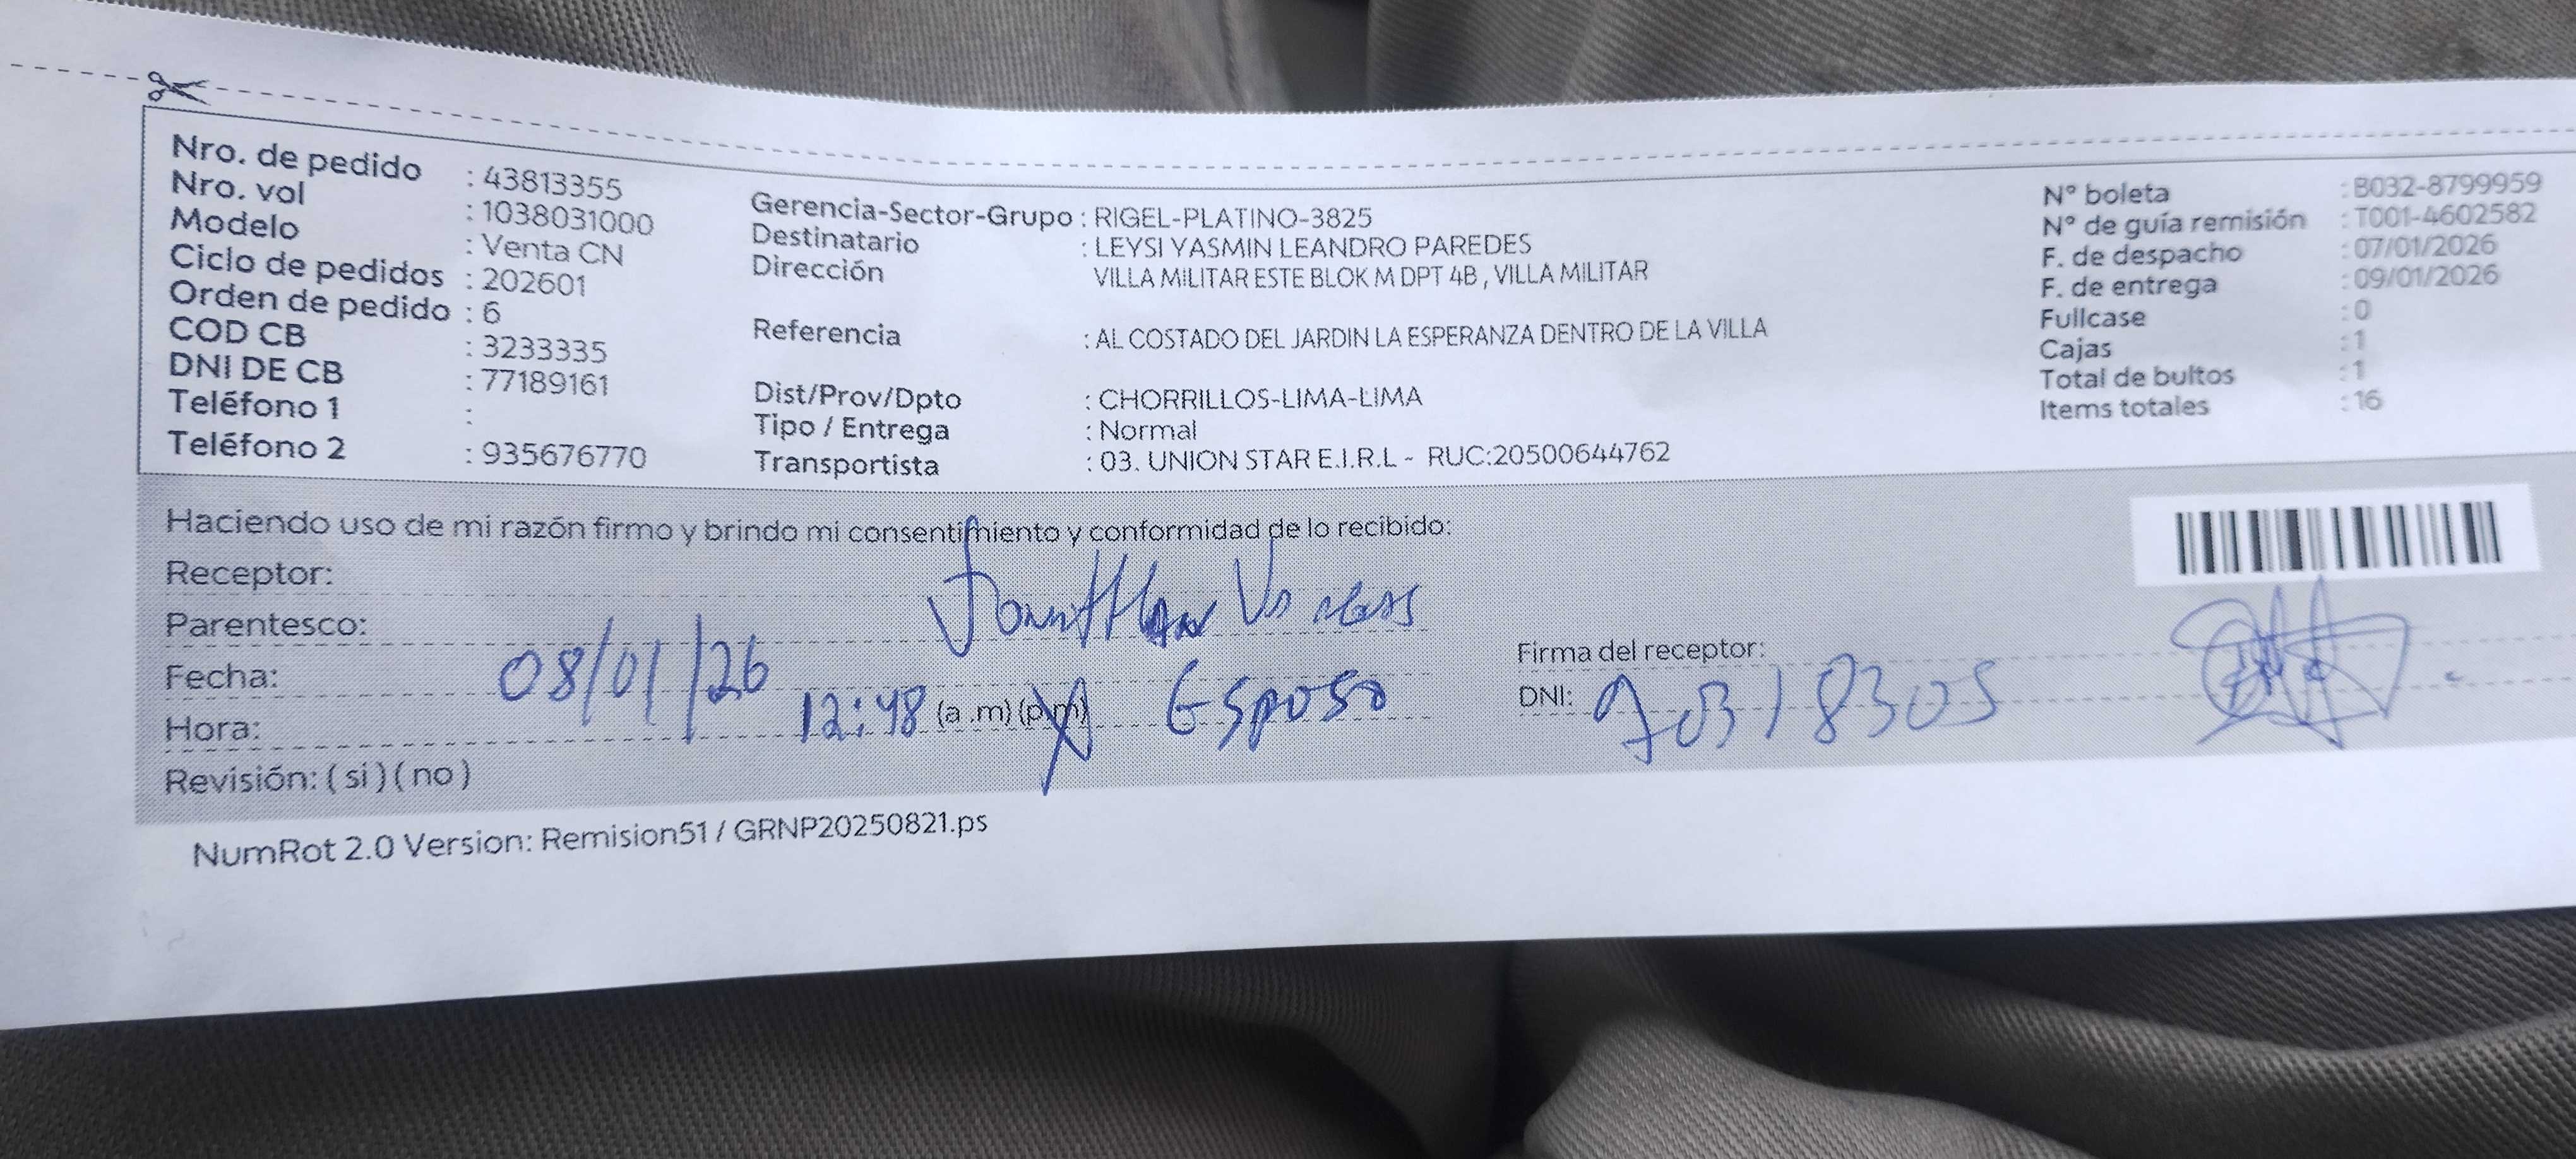 Nro. de pedido : 43813355
Nro. vol : 1038031000
Modelo : Venta CN
Ciclo de pedidos : 202601
Orden de pedido : 6
COD CB : 3233335
DNI DE CB : 77189161
Teléfono 1 :
Teléfono 2 : 935676770
Gerencia-Sector-Grupo : RIGEL-PLATINO-3825
Destinatario : LEYSI YASMIN LEANDRO PAREDES
Dirección VILLA MILITAR ESTE BLOK M DPT 4B , VILLA MILITAR
Referencia : AL COSTADO DEL JARDIN LA ESPERANZA DENTRO DE LA VILLA
Dist/Prov/Dpto : CHORRILLOS-LIMA-LIMA
Tipo / Entrega : Normal
Transportista : 03. UNION STAR E.I.R.L - RUC:20500644762
N° boleta : B032-8799959
N° de guía remisión : T001-4602582
F. de despacho : 07/01/2026
F. de entrega : 09/01/2026
Fullcase : 0
Cajas : 1
Total de bultos : 1
Items totales : 16
Haciendo uso de mi razón firmo y brindo mi consentimiento y conformidad de lo recibido:
Receptor: Jonatthan
Parentesco: Esposo
Fecha: 08/01/26
Hora: 12:48 (a .m) (p.m)
Revisión: ( si ) ( no )
Firma del receptor:
DNI: 70318305
NumRot 2.0 Version: Remision51 / GRNP20250821.ps